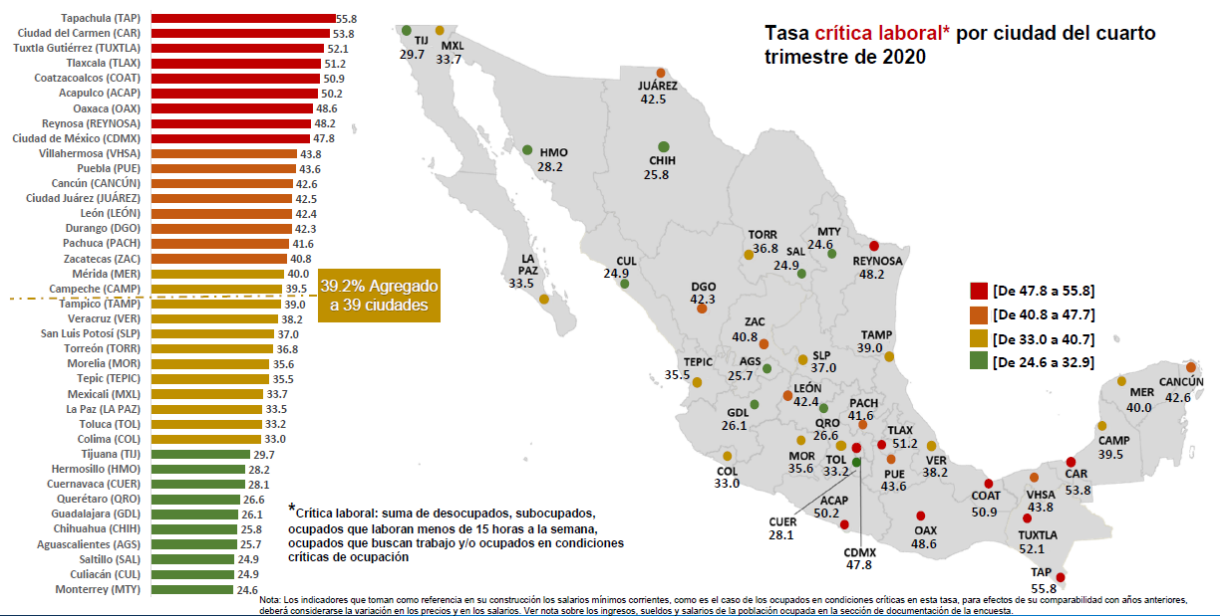 Tasa crítica laboral* por ciudad del cuarto
trimestre de 2020
Tapachula (TAP) 55.8
Ciudad del Carmen (CAR) 53.8
Tuxtla Gutiérrez (TUXTLA) 52.1
Tlaxcala (TLAX) 51.2
Coatzacoalcos (COAT) 50.9
Acapulco (ACAP) 50.2
Oaxaca (OAX) 48.6
Reynosa (REYNOSA) 48.2
Ciudad de México (CDMX) 47.8
Villahermosa (VHSA) 43.8
Puebla (PUE) 43.6
Cancún (CANCÚN) 42.6
Ciudad Juárez (JUÁREZ) 42.5
León (LEÓN) 42.4
Durango (DGO) 42.3
Pachuca (PACH) 41.6
Zacatecas (ZAC) 40.8
Mérida (MER) 40.0
Campeche (CAMP) 39.5
Tampico (TAMP) 39.0
Veracruz (VER) 38.2
San Luis Potosí (SLP) 37.0
Torreón (TORR) 36.8
Morelia (MOR) 35.6
Tepic (TEPIC) 35.5
Mexicali (MXL) 33.7
La Paz (LA PAZ) 33.5
Toluca (TOL) 33.2
Colima (COL) 33.0
Tijuana (TIJ) 29.7
Hermosillo (HMO) 28.2
Cuernavaca (CUER) 28.1
Querétaro (QRO) 26.6
Guadalajara (GDL) 26.1
Chihuahua (CHIH) 25.8
Aguascalientes (AGS) 25.7
Saltillo (SAL) 24.9
Culiacán (CUL) 24.9
Monterrey (MTY) 24.6
39.2% Agregado
a 39 ciudades
TIJ
29.7
MXL
33.7
JUÁREZ
42.5
HMO
28.2
CHIH
25.8
LA
PAZ
33.5
CUL
24.9
TORR
36.8
SAL
24.9
MTY
24.6
REYNOSA
48.2
DGO
42.3
ZAC
40.8
TAMP
39.0
TEPIC
35.5
AGS
25.7
SLP
37.0
LEÓN
42.4
GDL
26.1
QRO
26.6
PACH
41.6
TLAX
51.2
MOR
35.6
TOL
33.2
COL
33.0
PUE
43.6
VER
38.2
ACAP
50.2
CUER
28.1
CDMX
47.8
OAX
48.6
COAT
50.9
MER
40.0
CANCÚN
42.6
CAMP
39.5
CAR
53.8
VHSA
43.8
TUXTLA
52.1
TAP
55.8
[De 47.8 a 55.8]
[De 40.8 a 47.7]
[De 33.0 a 40.7]
[De 24.6 a 32.9]
*Crítica laboral: suma de desocupados, subocupados,
ocupados que laboran menos de 15 horas a la semana,
ocupados que buscan trabajo y/o ocupados en condiciones
críticas de ocupación
Nota: Los indicadores que toman como referencia en su construcción los salarios mínimos corrientes, como es el caso de los ocupados en condiciones críticas en esta tasa, para efectos de su comparabilidad con años anteriores,
deberá considerarse la variación en los precios y en los salarios. Ver nota sobre los ingresos, sueldos y salarios de la población ocupada en la sección de documentación de la encuesta.